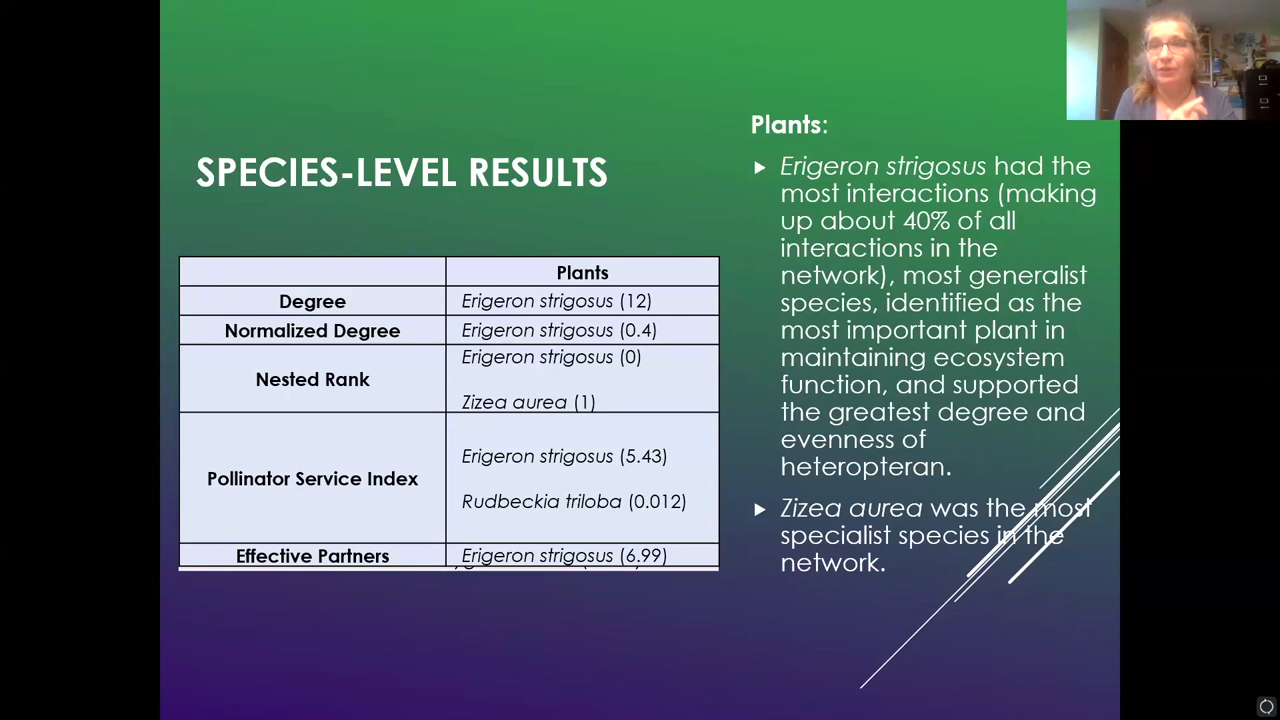 SPECIES-LEVEL RESULTS
Plants
Degree Erigeron strigosus (12)
Normalized Degree Erigeron strigosus (0.4)
Nested Rank
Erigeron strigosus (0)
Zizea aurea (1)
Pollinator Service Index
Erigeron strigosus (5.43)
Rudbeckia triloba (0.012)
Effective Partners Erigeron strigosus (6.99)
Plants:
Erigeron strigosus had the
most interactions (making
up about 40% of all
interactions in the
network), most generalist
species, identified as the
most important plant in
maintaining ecosystem
function, and supported
the greatest degree and
evenness of
heteropteran.
Zizea aurea was the most
specialist species in the
network.